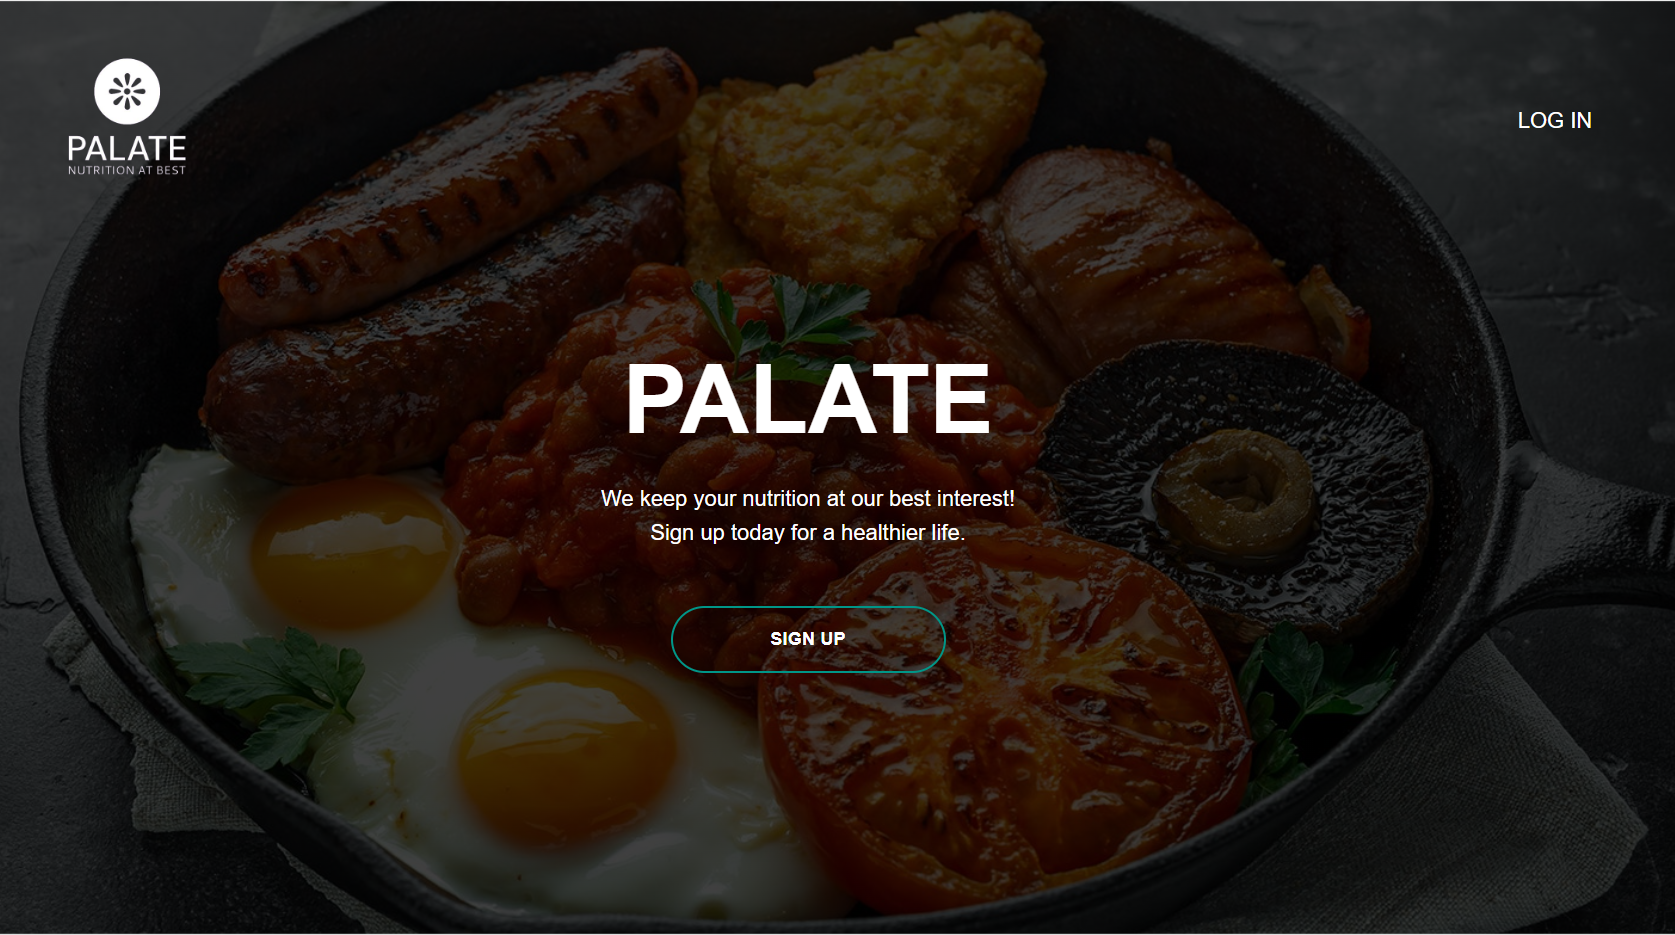 PALATE
NUTRITION AT BEST
LOG IN
PALATE
We keep your nutrition at our best interest!
Sign up today for a healthier life.
SIGN UP